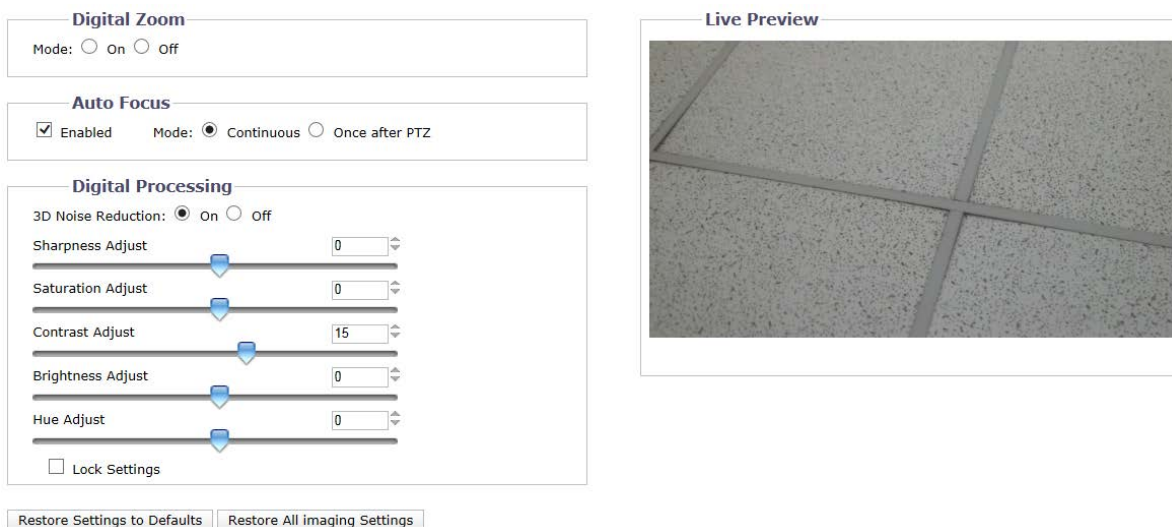 Digital Zoom
Mode: On Off
Auto Focus
Enabled Mode: Continuous Once after PTZ
Digital Processing
3D Noise Reduction: On Off
Sharpness Adjust 0
Saturation Adjust 0
Contrast Adjust 15
Brightness Adjust 0
Hue Adjust 0
Lock Settings
Restore Settings to Defaults Restore All imaging Settings
Live Preview